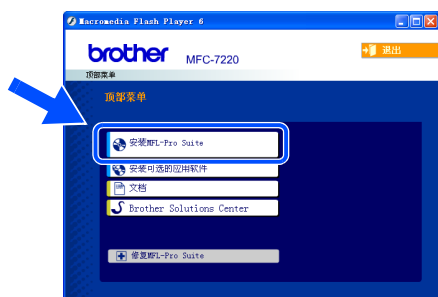 Macromedia Flash Player 6
brother MFC-7220
退出
顶部菜单
顶部菜单
安装MFL-Pro Suite
安装可选的应用软件
文档
Brother Solutions Center
修复MFL-Pro Suite